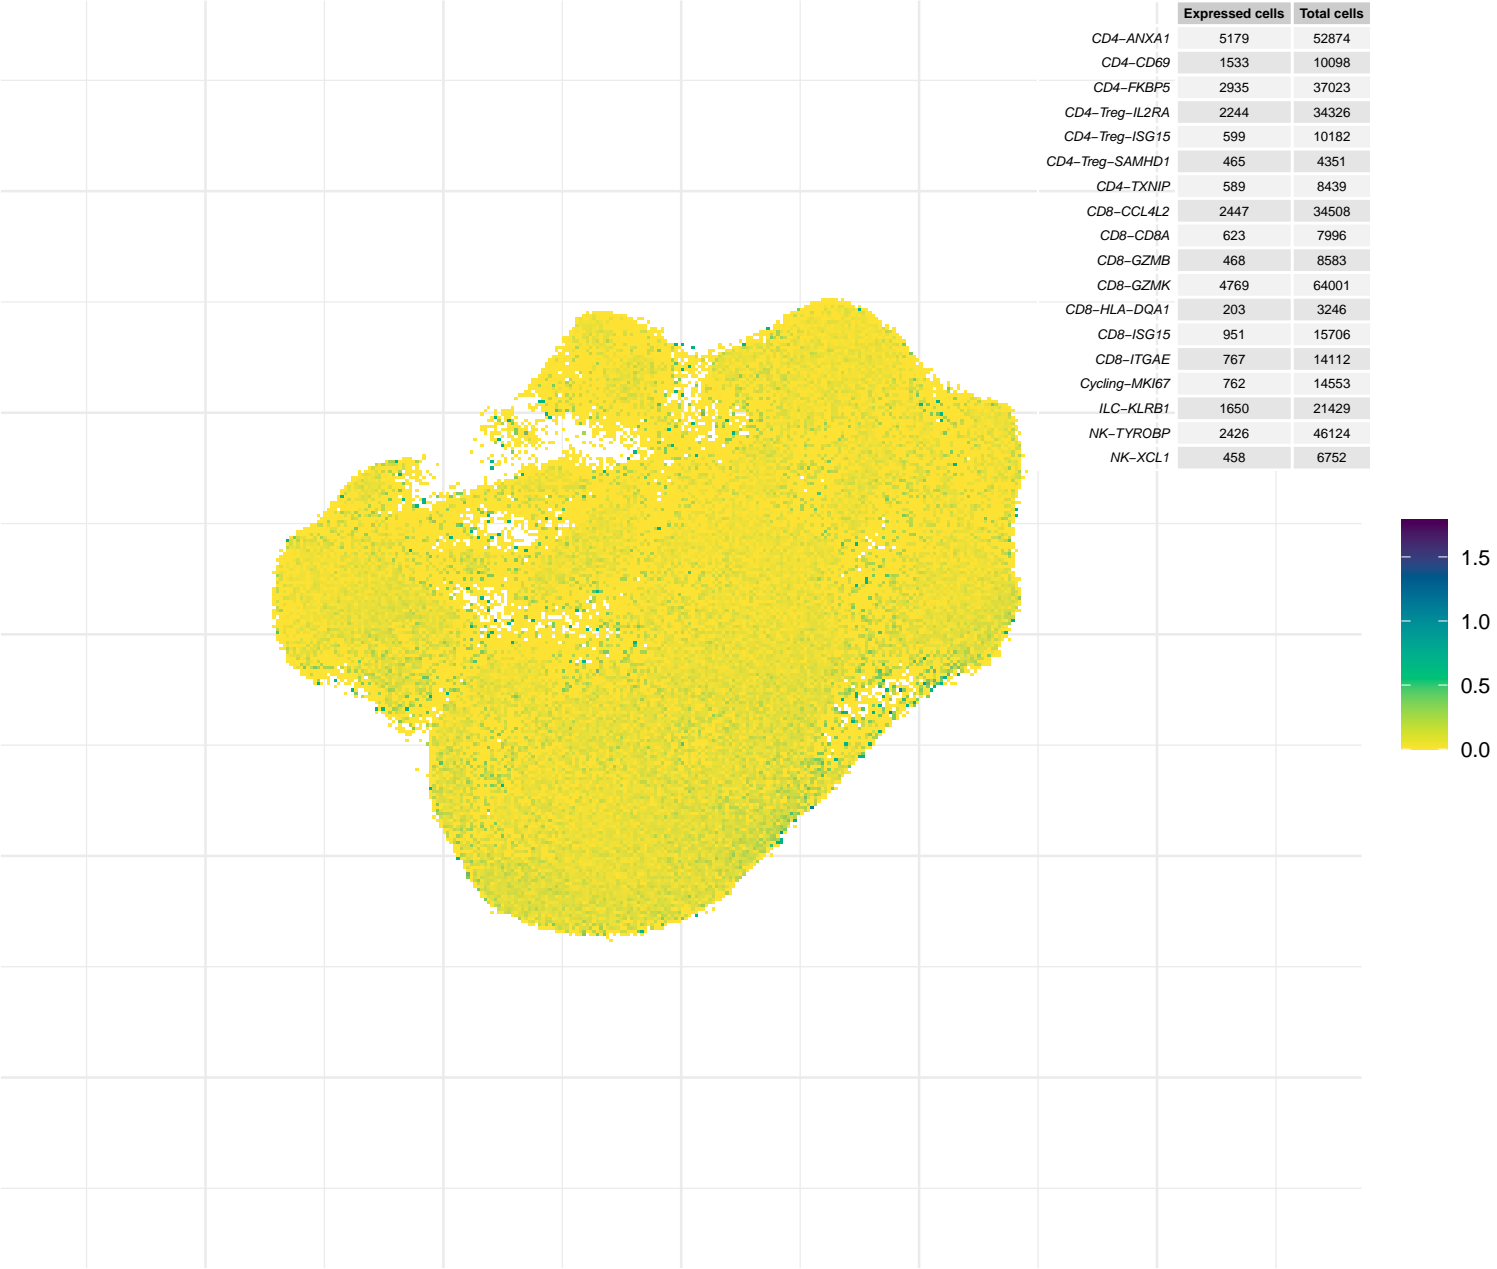 Expressed cells Total cells
CD4−ANXA1 5179 52874
CD4−CD69 1533 10098
CD4−FKBP5 2935 37023
CD4−Treg−IL2RA 2244 34326
CD4−Treg−ISG15 599 10182
CD4−Treg−SAMHD1 465 4351
CD4−TXNIP 589 8439
CD8−CCL4L2 2447 34508
CD8−CD8A 623 7996
CD8−GZMB 468 8583
CD8−GZMK 4769 64001
CD8−HLA−DQA1 203 3246
CD8−ISG15 951 15706
CD8−ITGAE 767 14112
Cycling−MKI67 762 14553
ILC−KLRB1 1650 21429
NK−TYROBP 2426 46124
NK−XCL1 458 6752
1.5
1.0
0.5
0.0